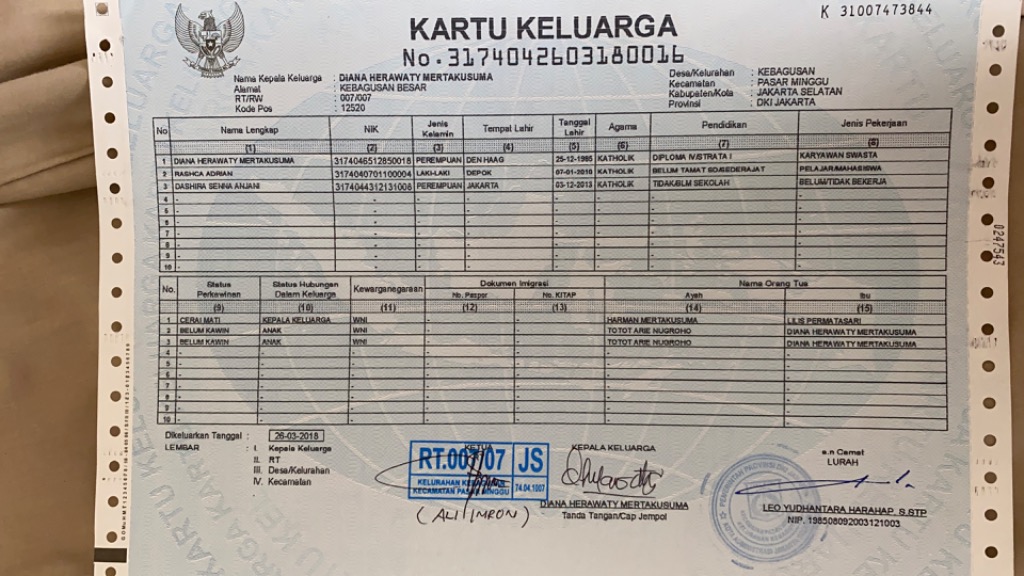 K 31007473844
KARTU KELUARGA
No.3174042603180016
Nama Kepala Keluarga : DIANA HERAWATY MERTAKUSUMA
Alamat : KEBAGUSAN BESAR
RT/RW : 007/007
Kode Pos : 12520
Desa/Kelurahan : KEBAGUSAN
Kecamatan : PASAR MINGGU
Kabupaten/Kota : JAKARTA SELATAN
Provinsi : DKI JAKARTA
No Nama Lengkap NIK Jenis Kelamin Tempat Lahir Tanggal Lahir Agama Pendidikan Jenis Pekerjaan
(1) (2) (3) (4) (5) (6) (7) (8)
1 DIANA HERAWATY MERTAKUSUMA 3174046512850018 PEREMPUAN DEN HAAG 25-12-1985 KATHOLIK DIPLOMA IV/STRATA I KARYAWAN SWASTA
2 RASHCA ADRIAN 3174040701100004 LAKI-LAKI DEPOK 07-01-2010 KATHOLIK BELUM TAMAT SD/SEDERAJAT PELAJAR/MAHASISWA
3 DASHIRA SENNA ANJANI 3174044312131008 PEREMPUAN JAKARTA 03-12-2013 KATHOLIK TIDAK/BLM SEKOLAH BELUM/TIDAK BEKERJA
4 - - - - - - - -
5 - - - - - - - -
6 - - - - - - - -
7 - - - - - - - -
8 - - - - - - - -
9 - - - - - - - -
10 - - - - - - - -
No. Status Perkawinan Status Hubungan Dalam Keluarga Kewarganegaraan Dokumen Imigrasi Nama Orang Tua
No. Paspor No. KITAP Ayah Ibu
(9) (10) (11) (12) (13) (14) (15)
1 CERAI MATI KEPALA KELUARGA WNI - - HARMAN MERTAKUSUMA LILIS PERMATASARI
2 BELUM KAWIN ANAK WNI - - TOTOT ARIE NUGROHO DIANA HERAWATY MERTAKUSUMA
3 BELUM KAWIN ANAK WNI - - TOTOT ARIE NUGROHO DIANA HERAWATY MERTAKUSUMA
4 - - - - - - -
5 - - - - - - -
6 - - - - - - -
7 - - - - - - -
8 - - - - - - -
9 - - - - - - -
10 - - - - - - -
Dikeluarkan Tanggal : 26-03-2018
LEMBAR : I. Kepala Keluarga
II. RT
III. Desa/Kelurahan
IV. Kecamatan
KETUA
RT.007/07 JS
KELURAHAN
KECAMATAN PASAR MINGGU
(ALI IMRON)
KEPALA KELUARGA
DIANA HERAWATY MERTAKUSUMA
Tanda Tangan/Cap Jempol
a.n Camat
LURAH
LEO YUDHANTARA HARAHAP, S.STP
NIP. 198508092003121003
0247543